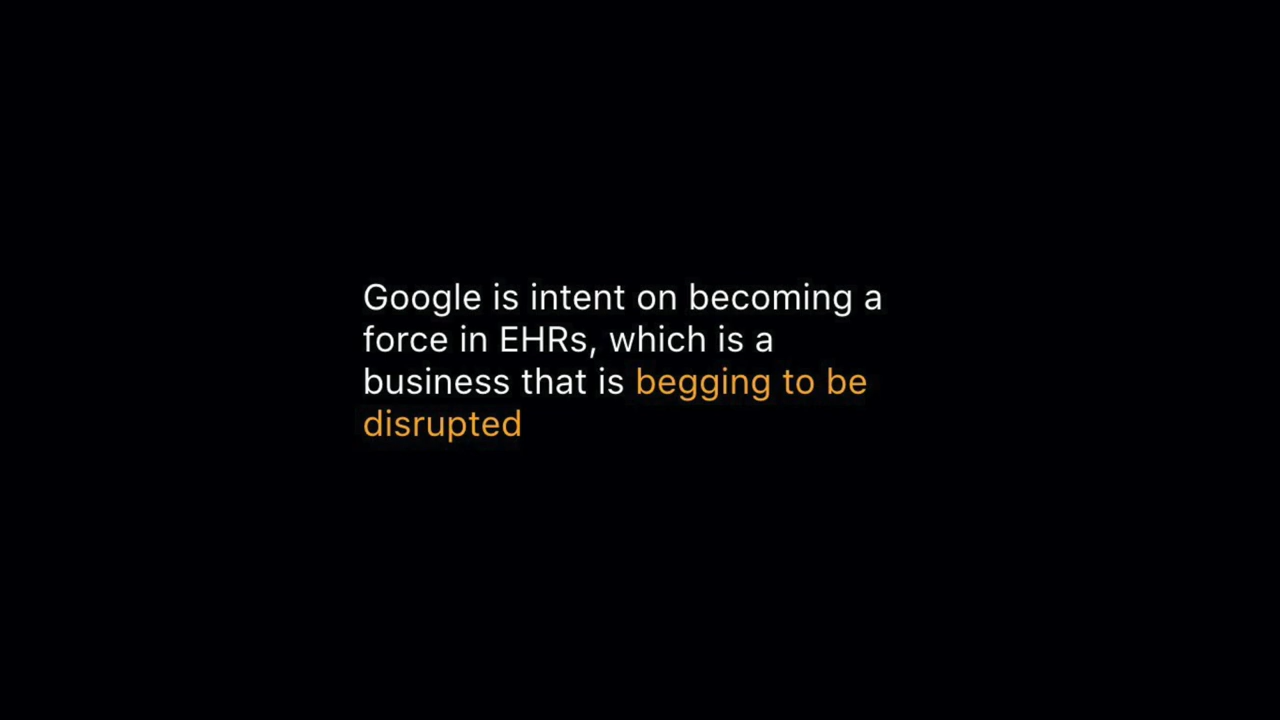 Google is intent on becoming a
force in EHRs, which is a
business that is begging to be
disrupted